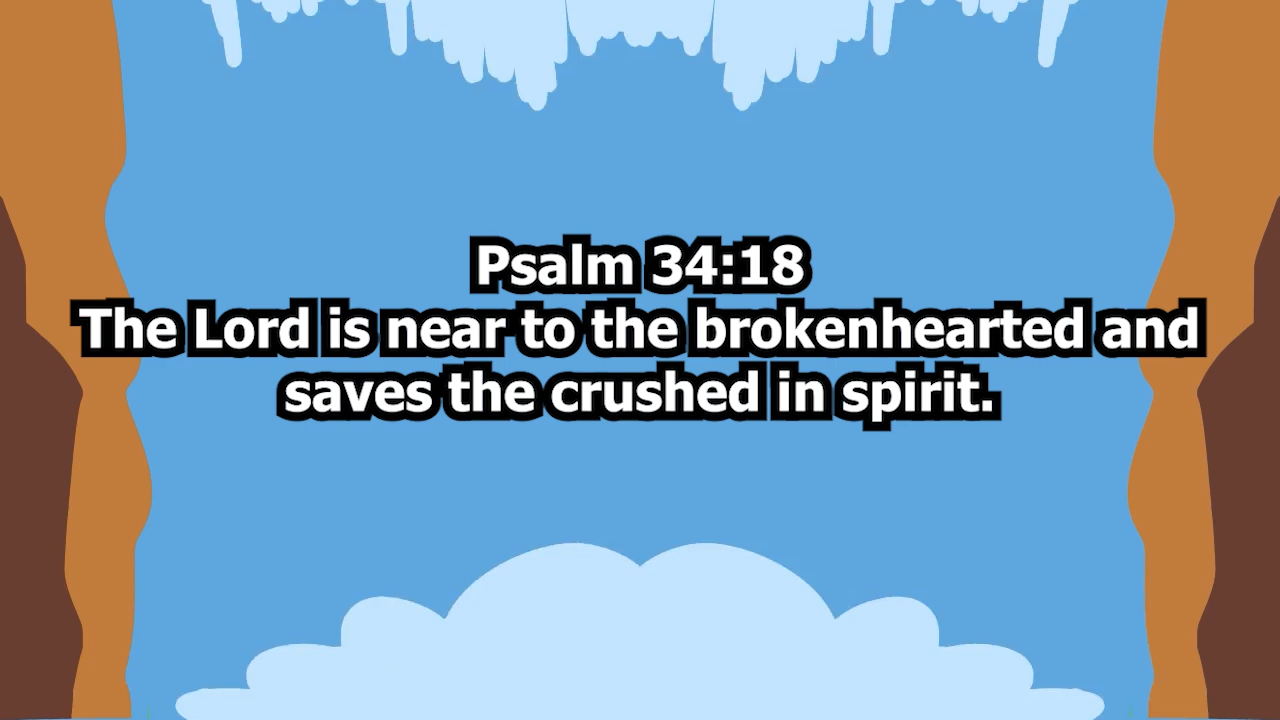 Psalm 34:18
The Lord is near to the brokenhearted and
saves the crushed in spirit.